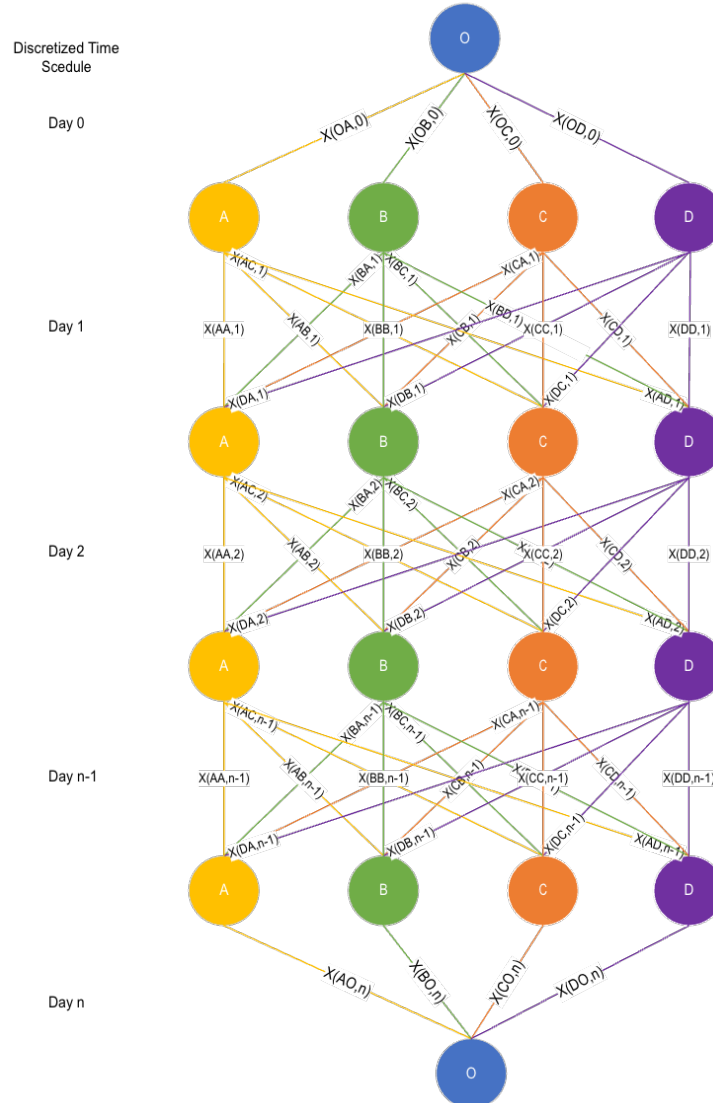 O
Discretized Time
Scedule
Day 0
X(OA,0)
X(OB,0)
X(OC,0)
X(OD,0)
A
B
C
D
X(AC,1)
X(BA,1)
X(BC,1)
X(CA,1)
Day 1
X(AA,1)
X(AB,1)
X(BB,1)
X(CB,1)
X(BD,1)
X(CC,1)
X(CD,1)
X(DD,1)
X(DA,1)
X(DB,1)
X(DC,1)
X(AD,1)
A
B
C
D
X(AC,2)
X(BA,2)
X(BC,2)
X(CA,2)
Day 2
X(AA,2)
X(AB,2)
X(BB,2)
X(CB,2)
X(CC,2)
X(CD,2)
X(DD,2)
X(DA,2)
X(DB,2)
X(DC,2)
X(AD,2)
A
B
C
D
X(AC,n-1)
X(BA,n-1)
X(BC,n-1)
X(CA,n-1)
Day n-1
X(AA,n-1)
X(AB,n-1)
X(BB,n-1)
X(CB,n-1)
X(CC,n-1)
X(CD,n-1)
X(DD,n-1)
X(DA,n-1)
X(DB,n-1)
X(DC,n-1)
X(AD,n-1)
A
B
C
D
Day n
X(AO,n)
X(BO,n)
X(CO,n)
X(DO,n)
O